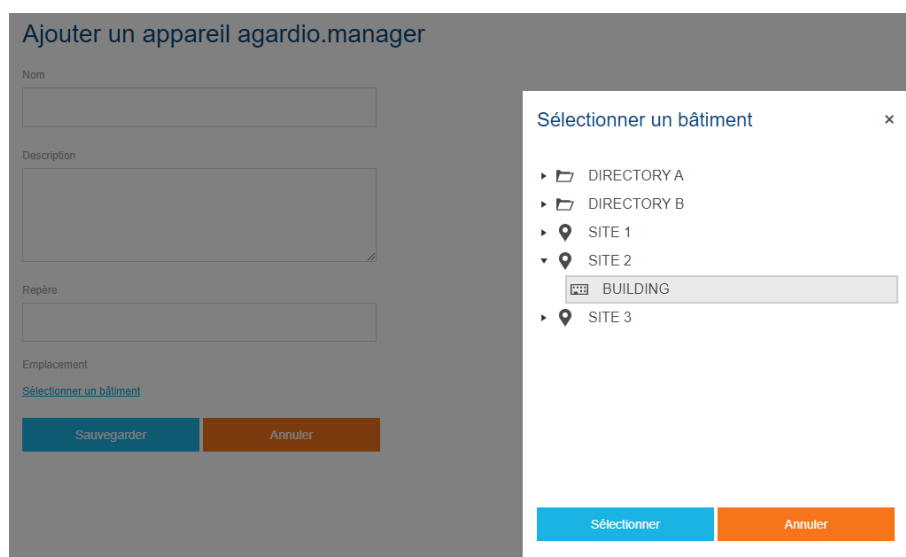 Ajouter un appareil agardio.manager
Nom
Description
Repère
Emplacement
Sélectionner un bâtiment
Sauvegarder
Annuler
Sélectionner un bâtiment
×
DIRECTORY A
DIRECTORY B
SITE 1
SITE 2
BUILDING
SITE 3
Sélectionner
Annuler